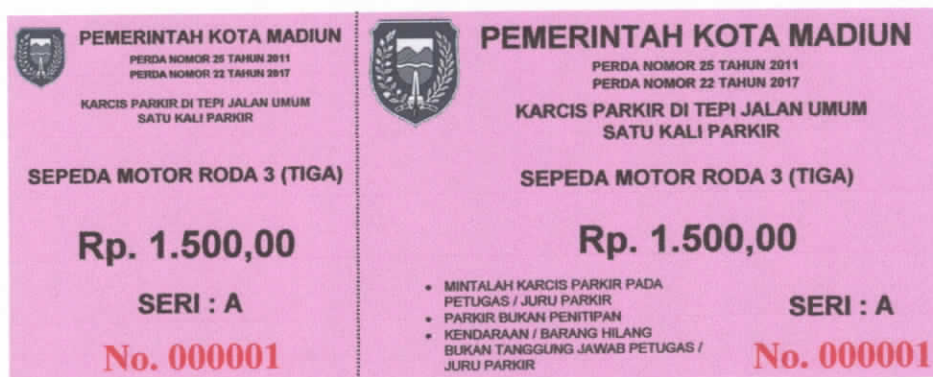 PEMERINTAH KOTA MADIUN
PERDA NOMOR 25 TAHUN 2011
PERDA NOMOR 22 TAHUN 2017
KARCIS PARKIR DI TEPI JALAN UMUM
SATU KALI PARKIR
SEPEDA MOTOR RODA 3 (TIGA)
Rp. 1.500,00
SERI : A
No. 000001
PEMERINTAH KOTA MADIUN
PERDA NOMOR 25 TAHUN 2011
PERDA NOMOR 22 TAHUN 2017
KARCIS PARKIR DI TEPI JALAN UMUM
SATU KALI PARKIR
SEPEDA MOTOR RODA 3 (TIGA)
Rp. 1.500,00
• MINTALAH KARCIS PARKIR PADA
PETUGAS / JURU PARKIR
• PARKIR BUKAN PENITIPAN
• KENDARAAN / BARANG HILANG
BUKAN TANGGUNG JAWAB PETUGAS /
JURU PARKIR
SERI : A
No. 000001